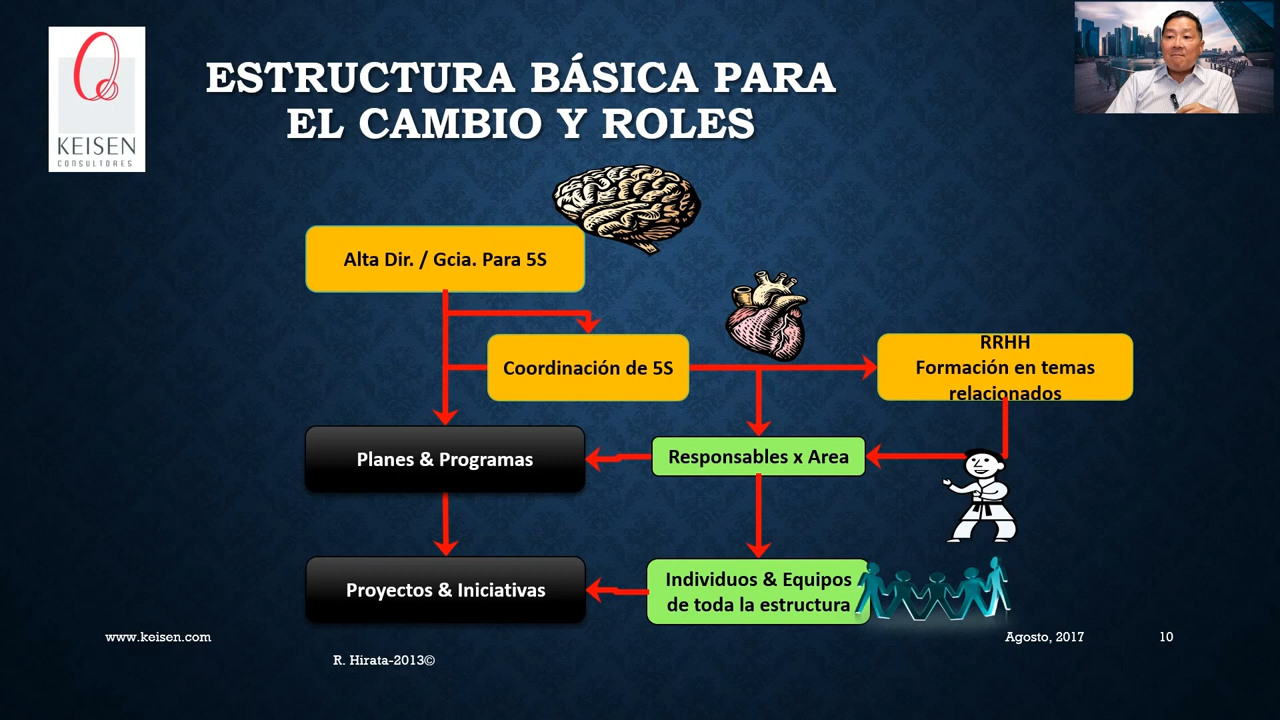 KEISEN
CONSULTORES
ESTRUCTURA BÁSICA PARA
EL CAMBIO Y ROLES
Alta Dir. / Gcia. Para 5S
Coordinación de 5S
RRHH
Formación en temas
relacionados
Planes & Programas
Responsables x Area
Proyectos & Iniciativas
Individuos & Equipos
de toda la estructura
www.keisen.com
Agosto, 2017
10
R. Hirata-2013©